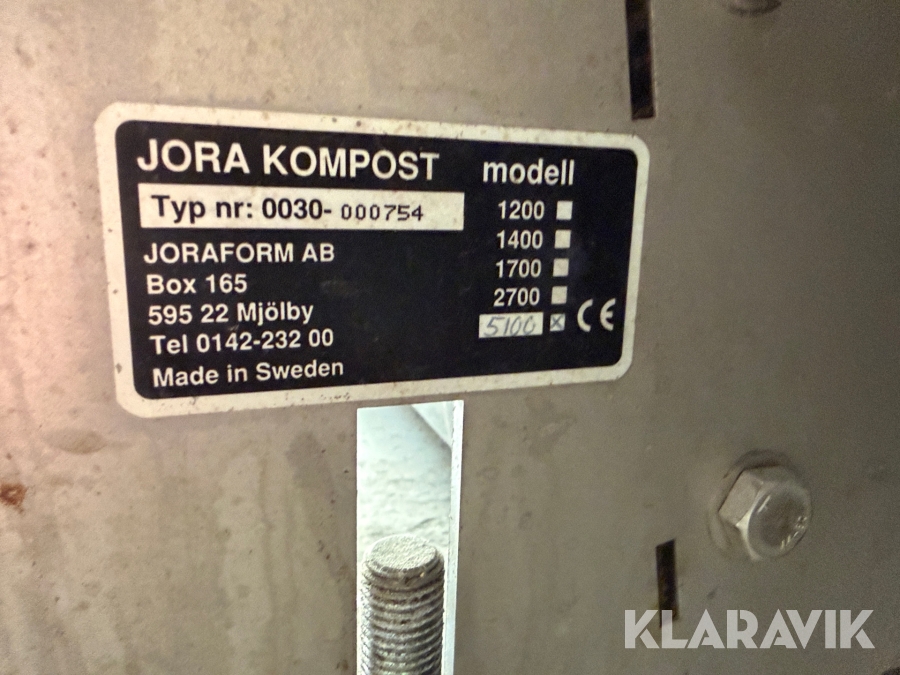 JORA KOMPOST
Typ nr: 0030- 000754
JORAFORM AB
Box 165
595 22 Mjölby
Tel 0142-232 00
Made in Sweden
modell
1200
1400
1700
2700
5100 x
CE
KLARAVIK